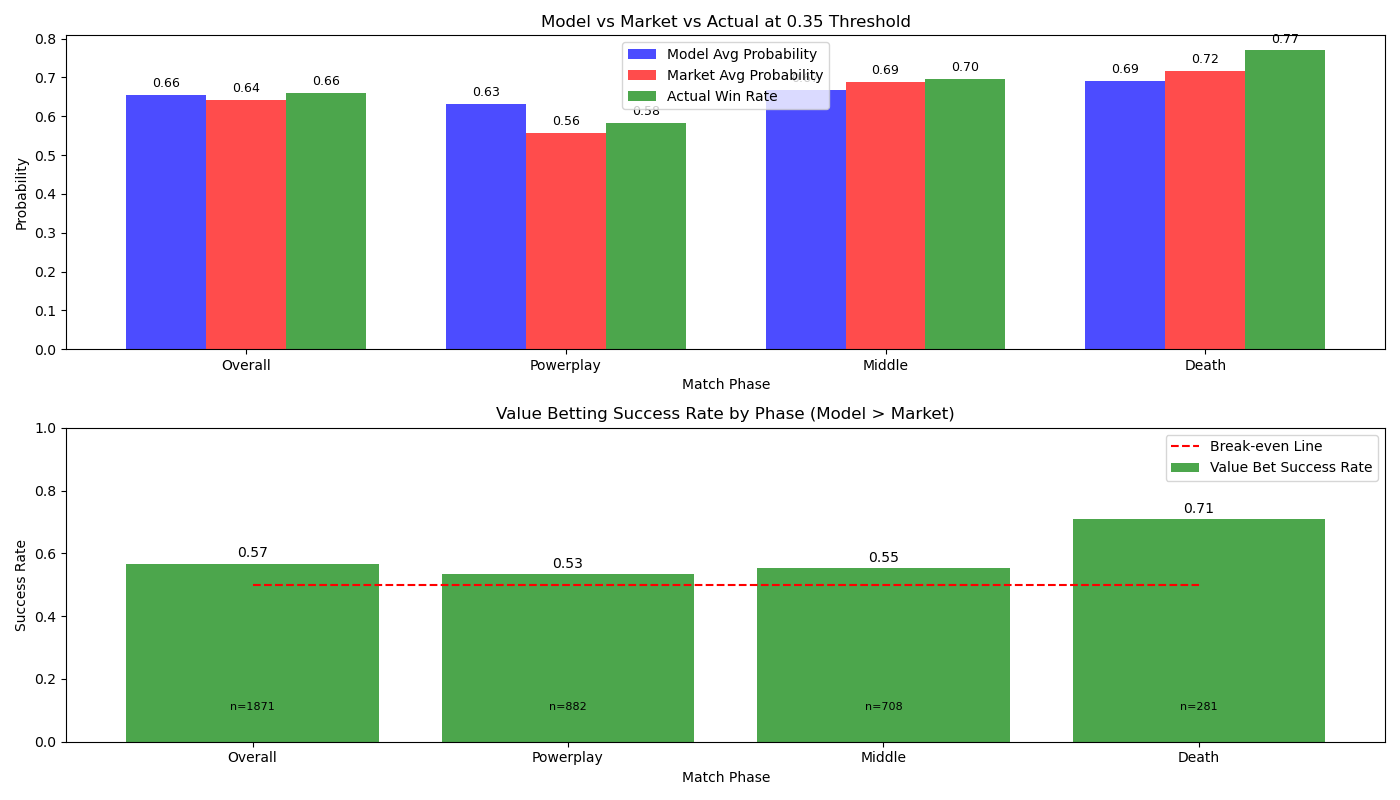 Model vs Market vs Actual at 0.35 Threshold
Probability
0.8
0.7
0.6
0.5
0.4
0.3
0.2
0.1
0.0
Model Avg Probability
Market Avg Probability
Actual Win Rate
0.66
0.64
0.66
0.63
0.56
0.58
0.69
0.70
0.69
0.72
0.77
Overall
Powerplay
Middle
Death
Match Phase
Value Betting Success Rate by Phase (Model > Market)
Success Rate
1.0
0.8
0.6
0.4
0.2
0.0
Break-even Line
Value Bet Success Rate
0.57
0.53
0.55
0.71
n=1871
n=882
n=708
n=281
Overall
Powerplay
Middle
Death
Match Phase